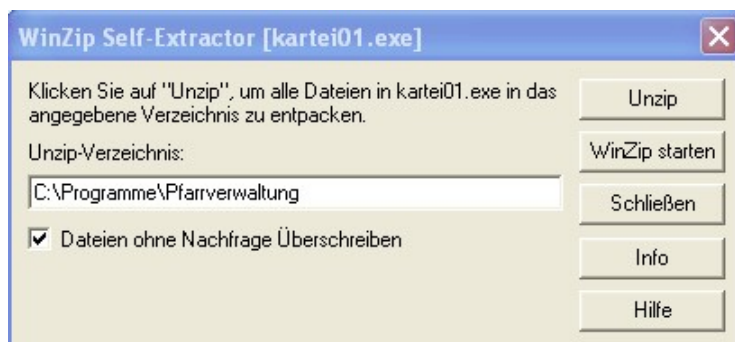 WinZip Self-Extractor [kartei01.exe]
Klicken Sie auf "Unzip", um alle Dateien in kartei01.exe in das
angegebene Verzeichnis zu entpacken.
Unzip-Verzeichnis:
C:\Programme\Pfarrverwaltung
Dateien ohne Nachfrage Überschreiben
Unzip
WinZip starten
Schließen
Info
Hilfe